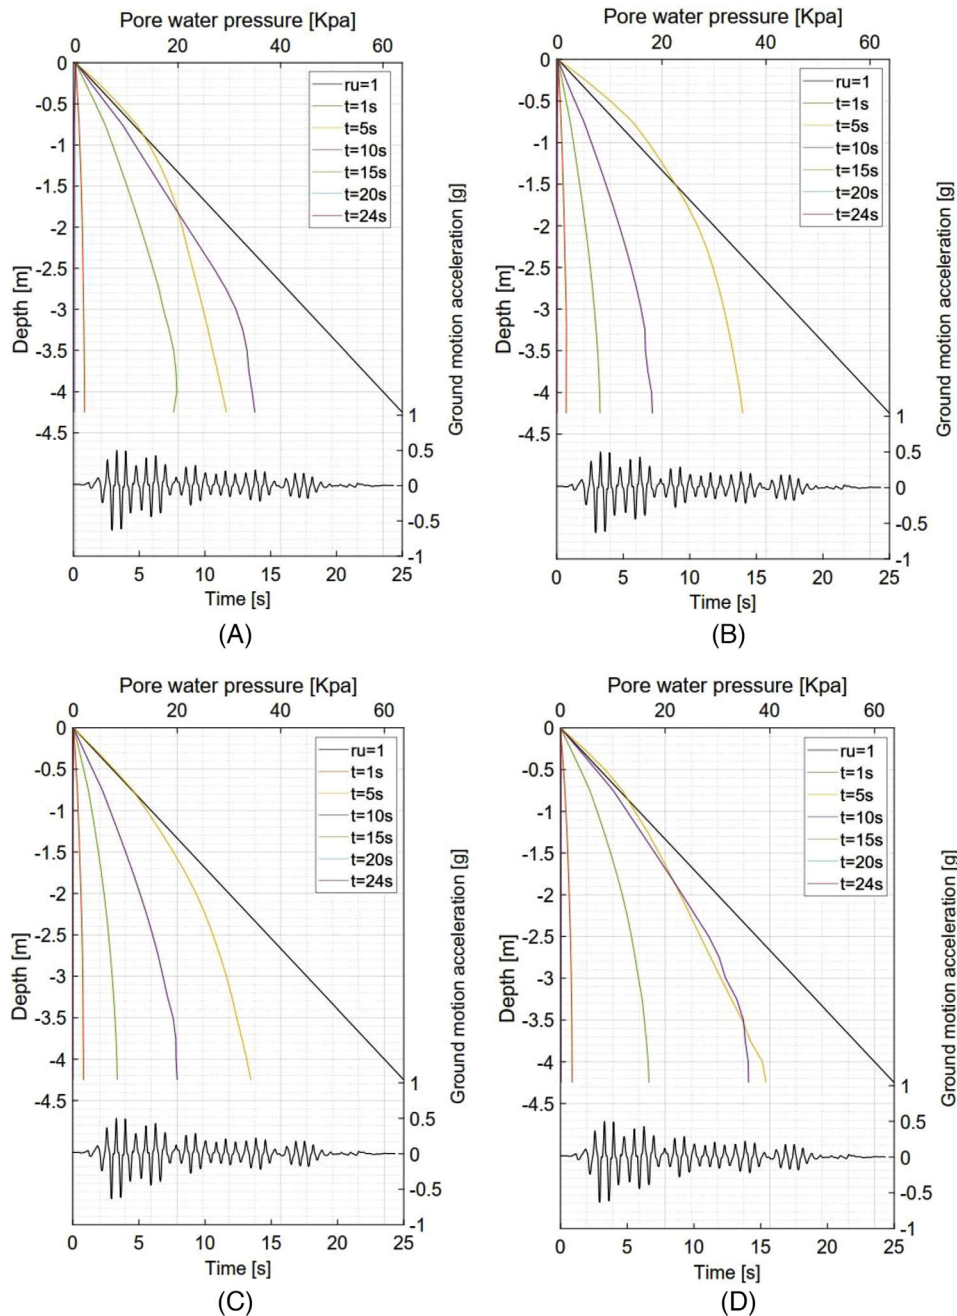 Pore water pressure [Kpa]
0 20 40 60
0
-0.5
-1
-1.5
-2
-2.5
-3
-3.5
-4
-4.5
Depth [m]
ru=1
t=1s
t=5s
t=10s
t=15s
t=20s
t=24s
Ground motion acceleration [g]
1
0.5
0
-0.5
-1
0 5 10 15 20 25
Time [s]
(A)
Pore water pressure [Kpa]
0 20 40 60
0
-0.5
-1
-1.5
-2
-2.5
-3
-3.5
-4
-4.5
Depth [m]
ru=1
t=1s
t=5s
t=10s
t=15s
t=20s
t=24s
Ground motion acceleration [g]
1
0.5
0
-0.5
-1
0 5 10 15 20 25
Time [s]
(B)
Pore water pressure [Kpa]
0 20 40 60
0
-0.5
-1
-1.5
-2
-2.5
-3
-3.5
-4
-4.5
Depth [m]
ru=1
t=1s
t=5s
t=10s
t=15s
t=20s
t=24s
Ground motion acceleration [g]
1
0.5
0
-0.5
-1
0 5 10 15 20 25
Time [s]
(C)
Pore water pressure [Kpa]
0 20 40 60
0
-0.5
-1
-1.5
-2
-2.5
-3
-3.5
-4
-4.5
Depth [m]
ru=1
t=1s
t=5s
t=10s
t=15s
t=20s
t=24s
Ground motion acceleration [g]
1
0.5
0
-0.5
-1
0 5 10 15 20 25
Time [s]
(D)